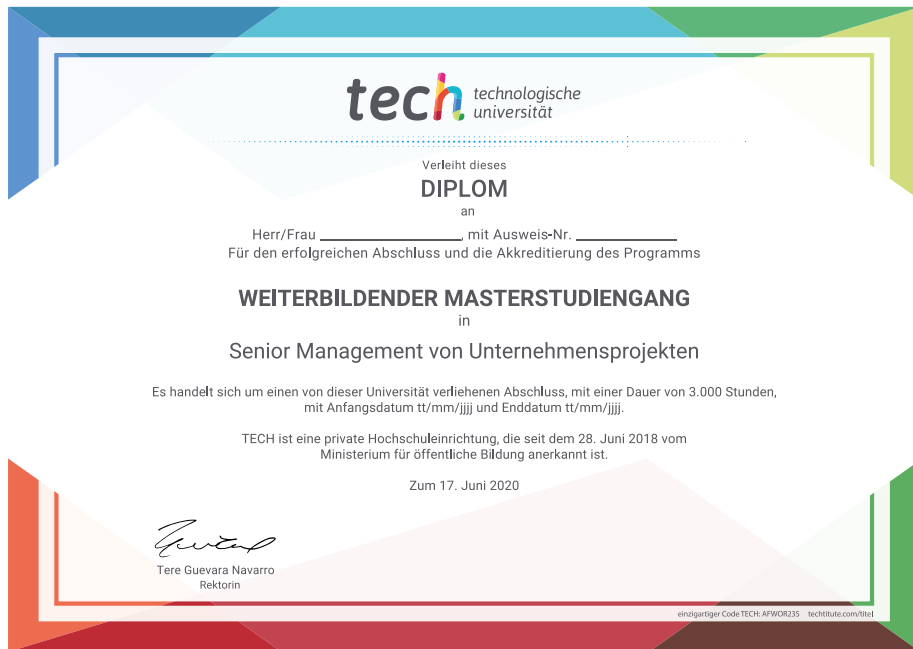 tech technologische
universität
Verleiht dieses
DIPLOM
an
Herr/Frau ____________________, mit Ausweis-Nr. ______________
Für den erfolgreichen Abschluss und die Akkreditierung des Programms
WEITERBILDENDER MASTERSTUDIENGANG
in
Senior Management von Unternehmensprojekten
Es handelt sich um einen von dieser Universität verliehenen Abschluss, mit einer Dauer von 3.000 Stunden,
mit Anfangsdatum tt/mm/jjjj und Enddatum tt/mm/jjjj.
TECH ist eine private Hochschuleinrichtung, die seit dem 28. Juni 2018 vom
Ministerium für öffentliche Bildung anerkannt ist.
Zum 17. Juni 2020
Tere Guevara Navarro
Rektorin
einzigartiger Code TECH: AFWOR23S techtitute.com/titel